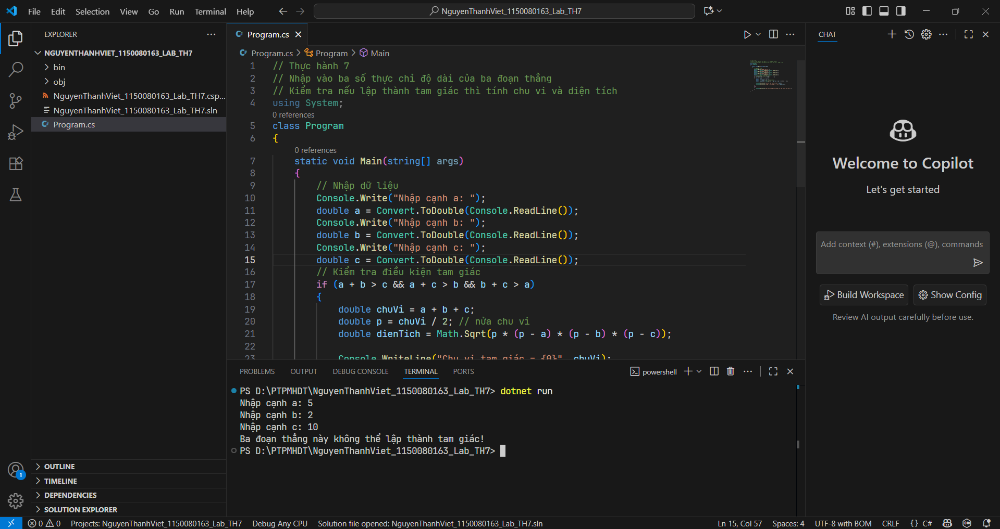 File Edit Selection View Go Run Terminal Help
NguyenThanhViet_1150080163_Lab_TH7
EXPLORER
NGUYENTHANHVIET_1150080163_LAB_TH7
bin
obj
NguyenThanhViet_1150080163_Lab_TH7.csp...
NguyenThanhViet_1150080163_Lab_TH7.sln
C# Program.cs
OUTLINE
TIMELINE
DEPENDENCIES
SOLUTION EXPLORER
1
C# Program.cs
C# Program.cs > Program > Main
1 // Thực hành 7
2 // Nhập vào ba số thực chỉ độ dài của ba đoạn thẳng
3 // Kiểm tra nếu lập thành tam giác thì tính chu vi và diện tích
4 using System;
0 references
5 class Program
6 {
0 references
7 static void Main(string[] args)
8 {
9 // Nhập dữ liệu
10 Console.Write("Nhập cạnh a: ");
11 double a = Convert.ToDouble(Console.ReadLine());
12 Console.Write("Nhập cạnh b: ");
13 double b = Convert.ToDouble(Console.ReadLine());
14 Console.Write("Nhập cạnh c: ");
15 double c = Convert.ToDouble(Console.ReadLine());
16 // Kiểm tra điều kiện tam giác
17 if (a + b > c && a + c > b && b + c > a)
18 {
19 double chuVi = a + b + c;
20 double p = chuVi / 2; // nửa chu vi
21 double dienTich = Math.Sqrt(p * (p - a) * (p - b) * (p - c));
22
23 Console.WriteLine("Chu vi tam giác = {0}", chuVi);
PROBLEMS OUTPUT DEBUG CONSOLE TERMINAL PORTS
powershell
PS D:\PTPMHDT\NguyenThanhViet_1150080163_Lab_TH7> dotnet run
Nhập cạnh a: 5
Nhập cạnh b: 2
Nhập cạnh c: 10
Ba đoạn thẳng này không thể lập thành tam giác!
PS D:\PTPMHDT\NguyenThanhViet_1150080163_Lab_TH7>
CHAT
Welcome to Copilot
Let's get started
Add context (#), extensions (@), commands
Build Workspace
Show Config
Review AI output carefully before use.
0 0 Projects: NguyenThanhViet_1150080163_Lab_TH7 Debug Any CPU Solution file opened: NguyenThanhViet_1150080163_Lab_TH7.sln Ln 15, Col 57 Spaces: 4 UTF-8 with BOM CRLF {} C#